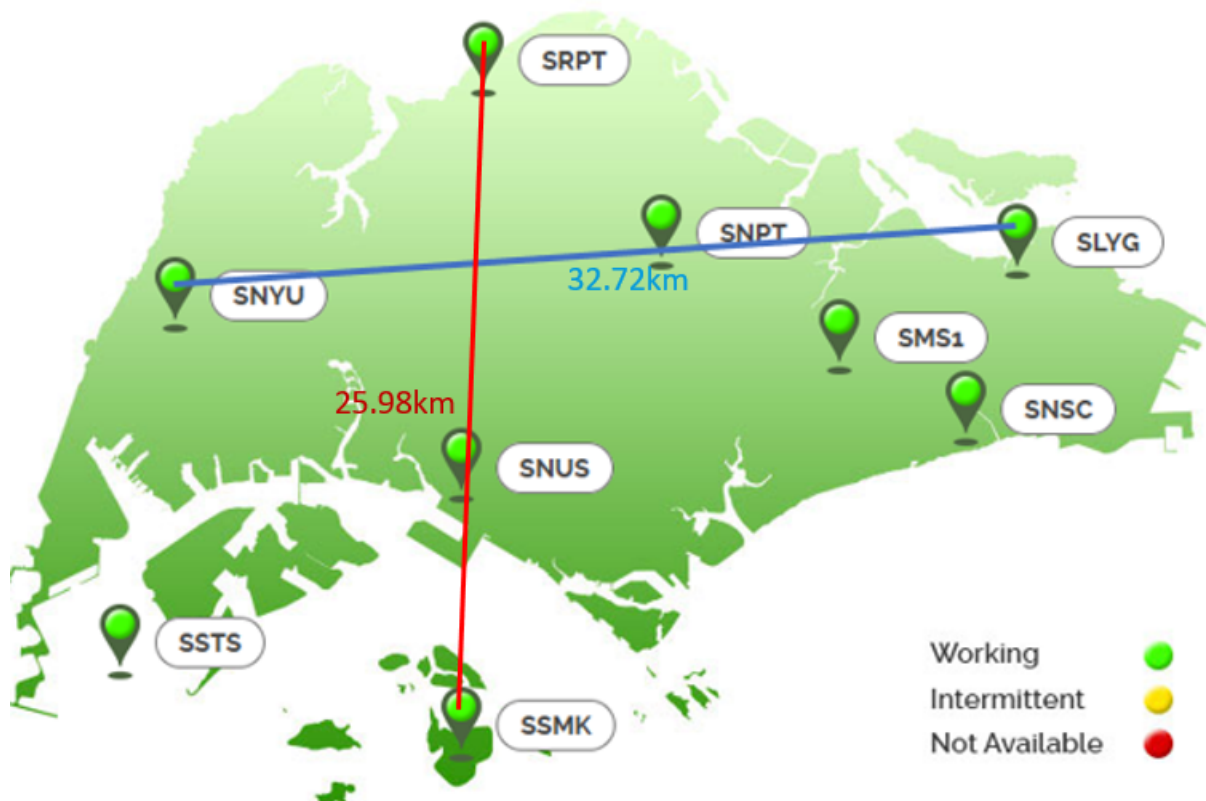 SRPT
SNPT
SLYG
32.72km
SNYU
SMS1
25.98km
SNSC
SNUS
SSTS
SSMK
Working
Intermittent
Not Available